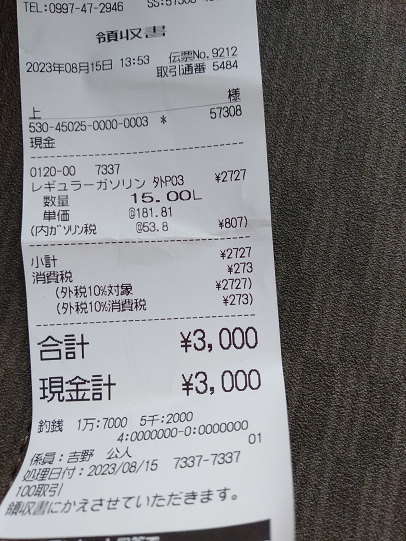 TEL:0997-47-2946
領収書
2023年08月15日 13:53 伝票No.9212
取引通番 5484
上 様
530-45025-0000-0003 * 57308
現金
0120-00 7337
レギュラーガソリン 外P03 ¥2727
数量 15.00L
単価 @181.81
(内ガソリン税 @53.8 ¥807)
小計 ¥2727
消費税 ¥273
(外税10%対象 ¥2727)
(外税10%消費税 ¥273)
合計 ¥3,000
現金計 ¥3,000
釣銭 1万:7000 5千:2000
4:0000000-0:0000000
01
係員:吉野 公人
処理日付:2023/08/15 7337-7337
100取引
領収書にかえさせていただきます。